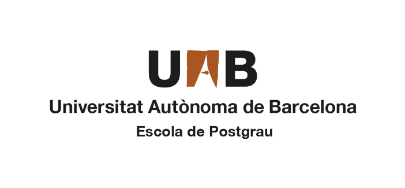 UAB
Universitat Autònoma de Barcelona
Escola de Postgrau